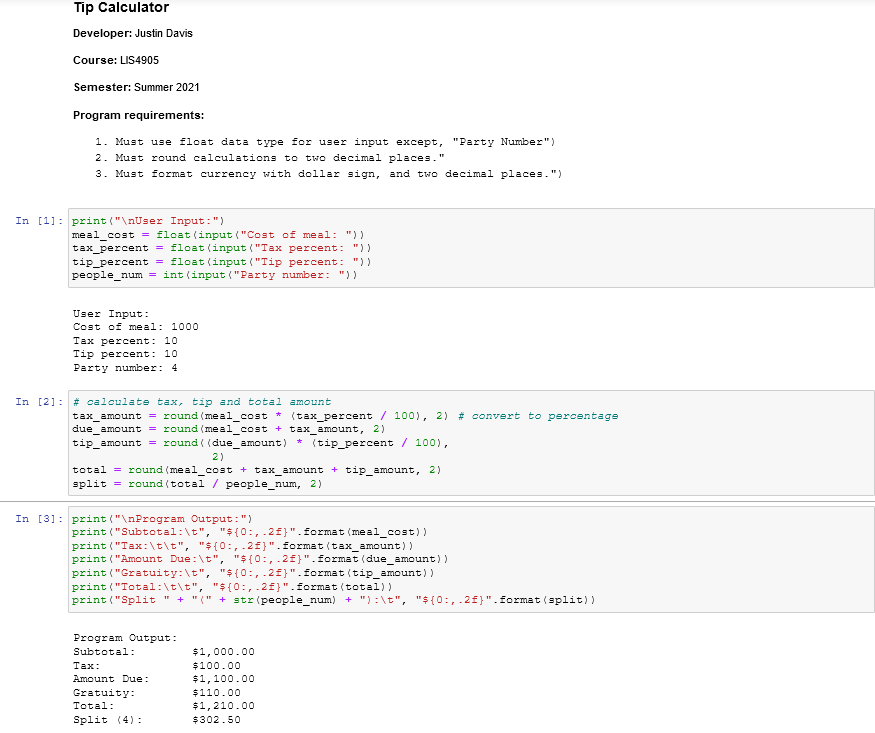 Tip Calculator
Developer: Justin Davis
Course: LIS4905
Semester: Summer 2021
Program requirements:
1. Must use float data type for user input except, "Party Number")
2. Must round calculations to two decimal places."
3. Must format currency with dollar sign, and two decimal places.")
In [1]: print("\nUser Input:")
meal_cost = float(input("Cost of meal: "))
tax_percent = float(input("Tax percent: "))
tip_percent = float(input("Tip percent: "))
people_num = int(input("Party number: "))
User Input:
Cost of meal: 1000
Tax percent: 10
Tip percent: 10
Party number: 4
In [2]: # calculate tax, tip and total amount
tax_amount = round(meal_cost * (tax_percent / 100), 2) # convert to percentage
due_amount = round(meal_cost + tax_amount, 2)
tip_amount = round((due_amount) * (tip_percent / 100),
2)
total = round(meal_cost + tax_amount + tip_amount, 2)
split = round(total / people_num, 2)
In [3]: print("\nProgram Output:")
print("Subtotal:\t", "${0:,.2f}".format(meal_cost))
print("Tax:\t\t", "${0:,.2f}".format(tax_amount))
print("Amount Due:\t", "${0:,.2f}".format(due_amount))
print("Gratuity:\t", "${0:,.2f}".format(tip_amount))
print("Total:\t\t", "${0:,.2f}".format(total))
print("Split " + "(" + str(people_num) + "):\t", "${0:,.2f}".format(split))
Program Output:
Subtotal: $1,000.00
Tax: $100.00
Amount Due: $1,100.00
Gratuity: $110.00
Total: $1,210.00
Split (4): $302.50